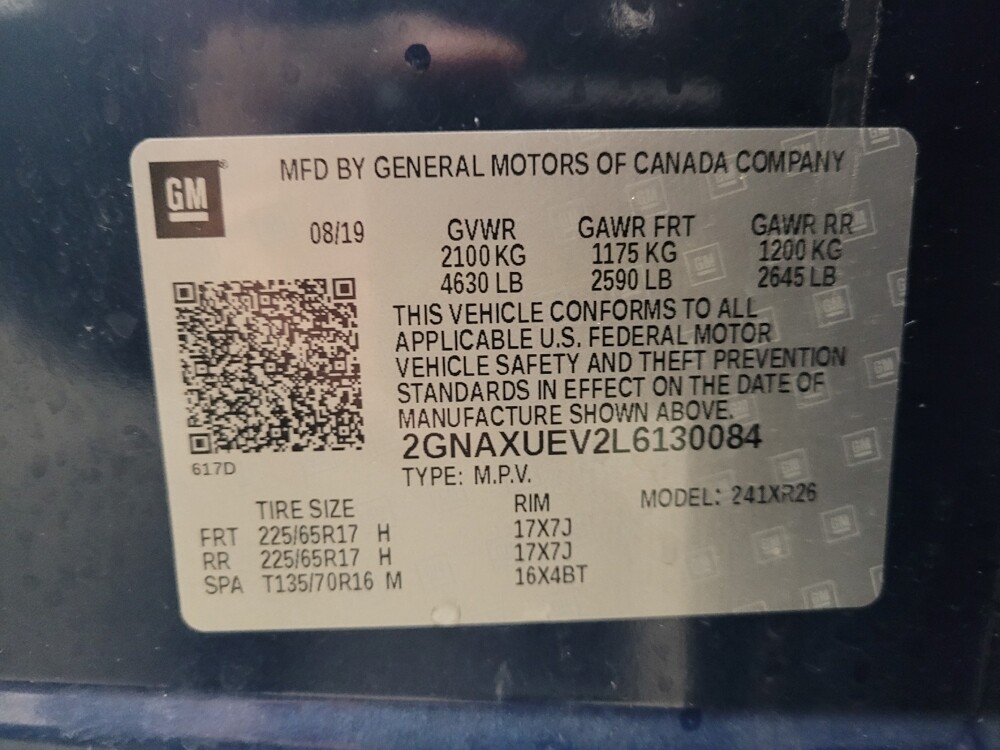 GM
MFD BY GENERAL MOTORS OF CANADA COMPANY
08/19
GVWR GAWR FRT GAWR RR
2100 KG 1175 KG 1200 KG
4630 LB 2590 LB 2645 LB
THIS VEHICLE CONFORMS TO ALL
APPLICABLE U.S. FEDERAL MOTOR
VEHICLE SAFETY AND THEFT PREVENTION
STANDARDS IN EFFECT ON THE DATE OF
MANUFACTURE SHOWN ABOVE.
2GNAXUEV2L6130084
617D
TYPE: M.P.V.
TIRE SIZE RIM MODEL: 241XR26
FRT 225/65R17 H 17X7J
RR 225/65R17 H 17X7J
SPA T135/70R16 M 16X4BT